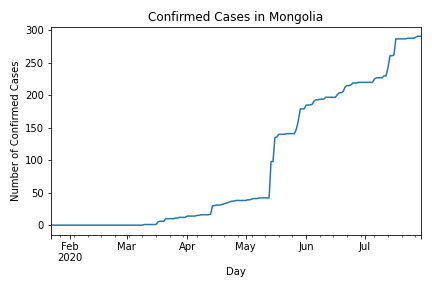 Confirmed Cases in Mongolia
Number of Confirmed Cases
300
250
200
150
100
50
0
Feb Mar Apr May Jun Jul
2020
Day